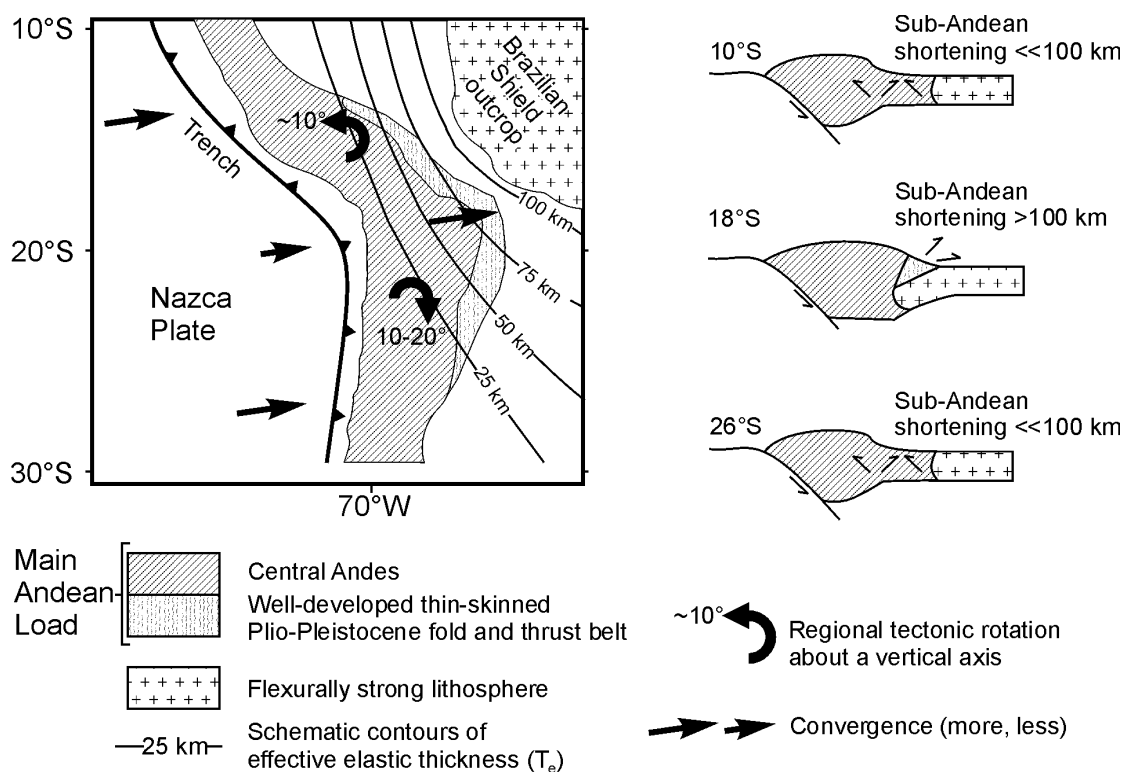 10°S
20°S
30°S
70°W
Trench
Nazca
Plate
~10°
10-20°
Brazilian
Shield
outcrop
100 km
75 km
50 km
25 km
10°S
Sub-Andean
shortening <<100 km
18°S
Sub-Andean
shortening >100 km
26°S
Sub-Andean
shortening <<100 km
Main
Andean
Load
Central Andes
Well-developed thin-skinned
Plio-Pleistocene fold and thrust belt
Flexurally strong lithosphere
25 km
Schematic contours of
effective elastic thickness (Te)
~10°
Regional tectonic rotation
about a vertical axis
Convergence (more, less)